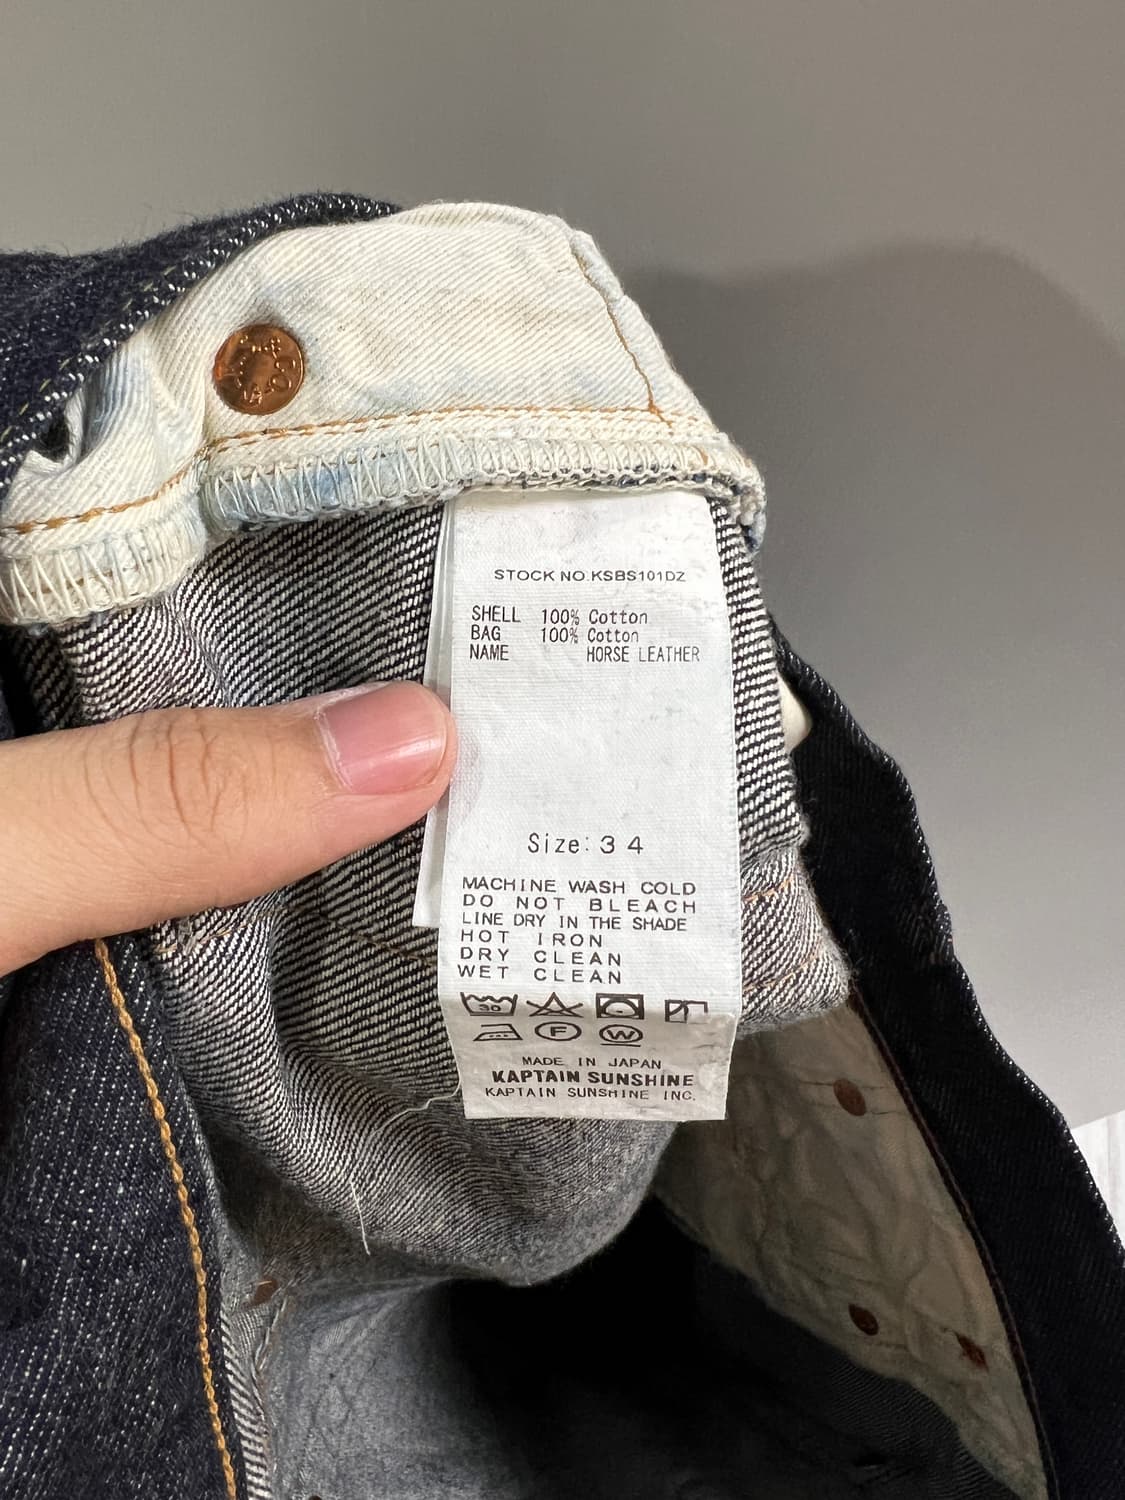 STOCK NO.KSBS101DZ
SHELL 100% Cotton
BAG 100% Cotton
NAME HORSE LEATHER
Size: 34
MACHINE WASH COLD
DO NOT BLEACH
LINE DRY IN THE SHADE
HOT IRON
DRY CLEAN
WET CLEAN
30
F W
MADE IN JAPAN
KAPTAIN SUNSHINE
KAPTAIN SUNSHINE INC.